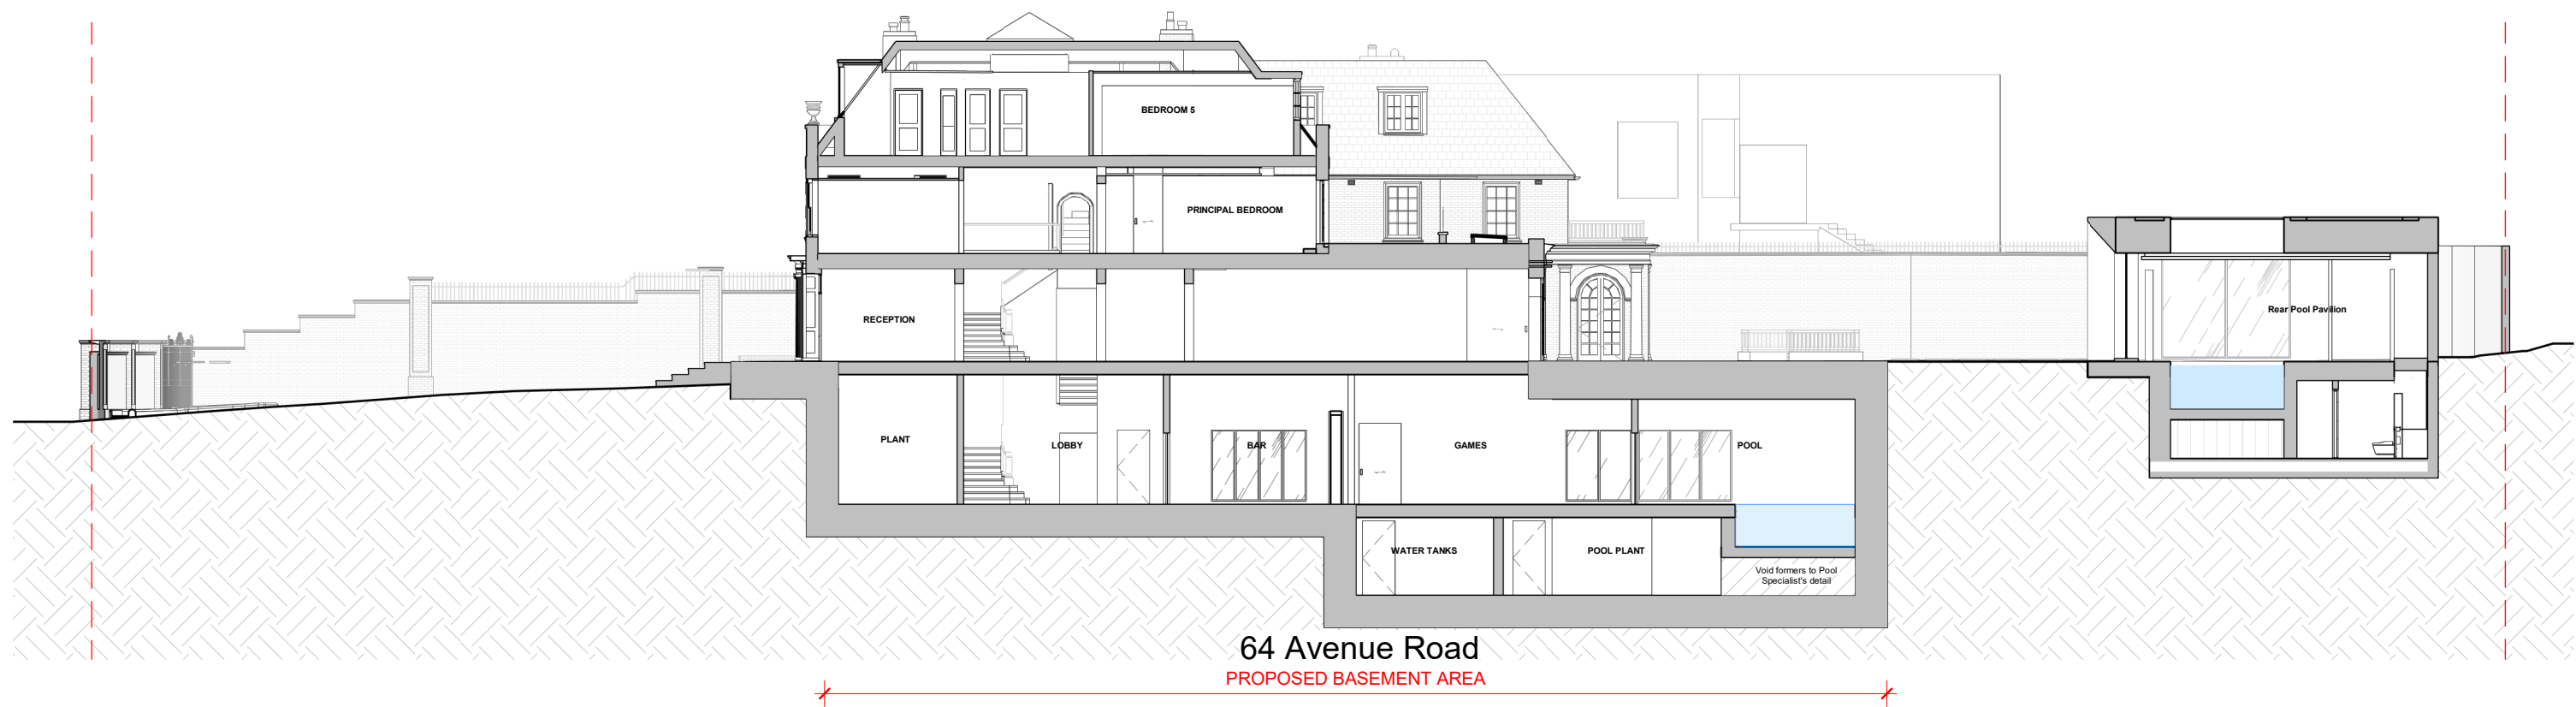 BEDROOM 5
PRINCIPAL BEDROOM
RECEPTION
Rear Pool Pavilion
PLANT
LOBBY
BAR
GAMES
POOL
WATER TANKS
POOL PLANT
Void formers to Pool
Specialist's detail
64 Avenue Road
PROPOSED BASEMENT AREA